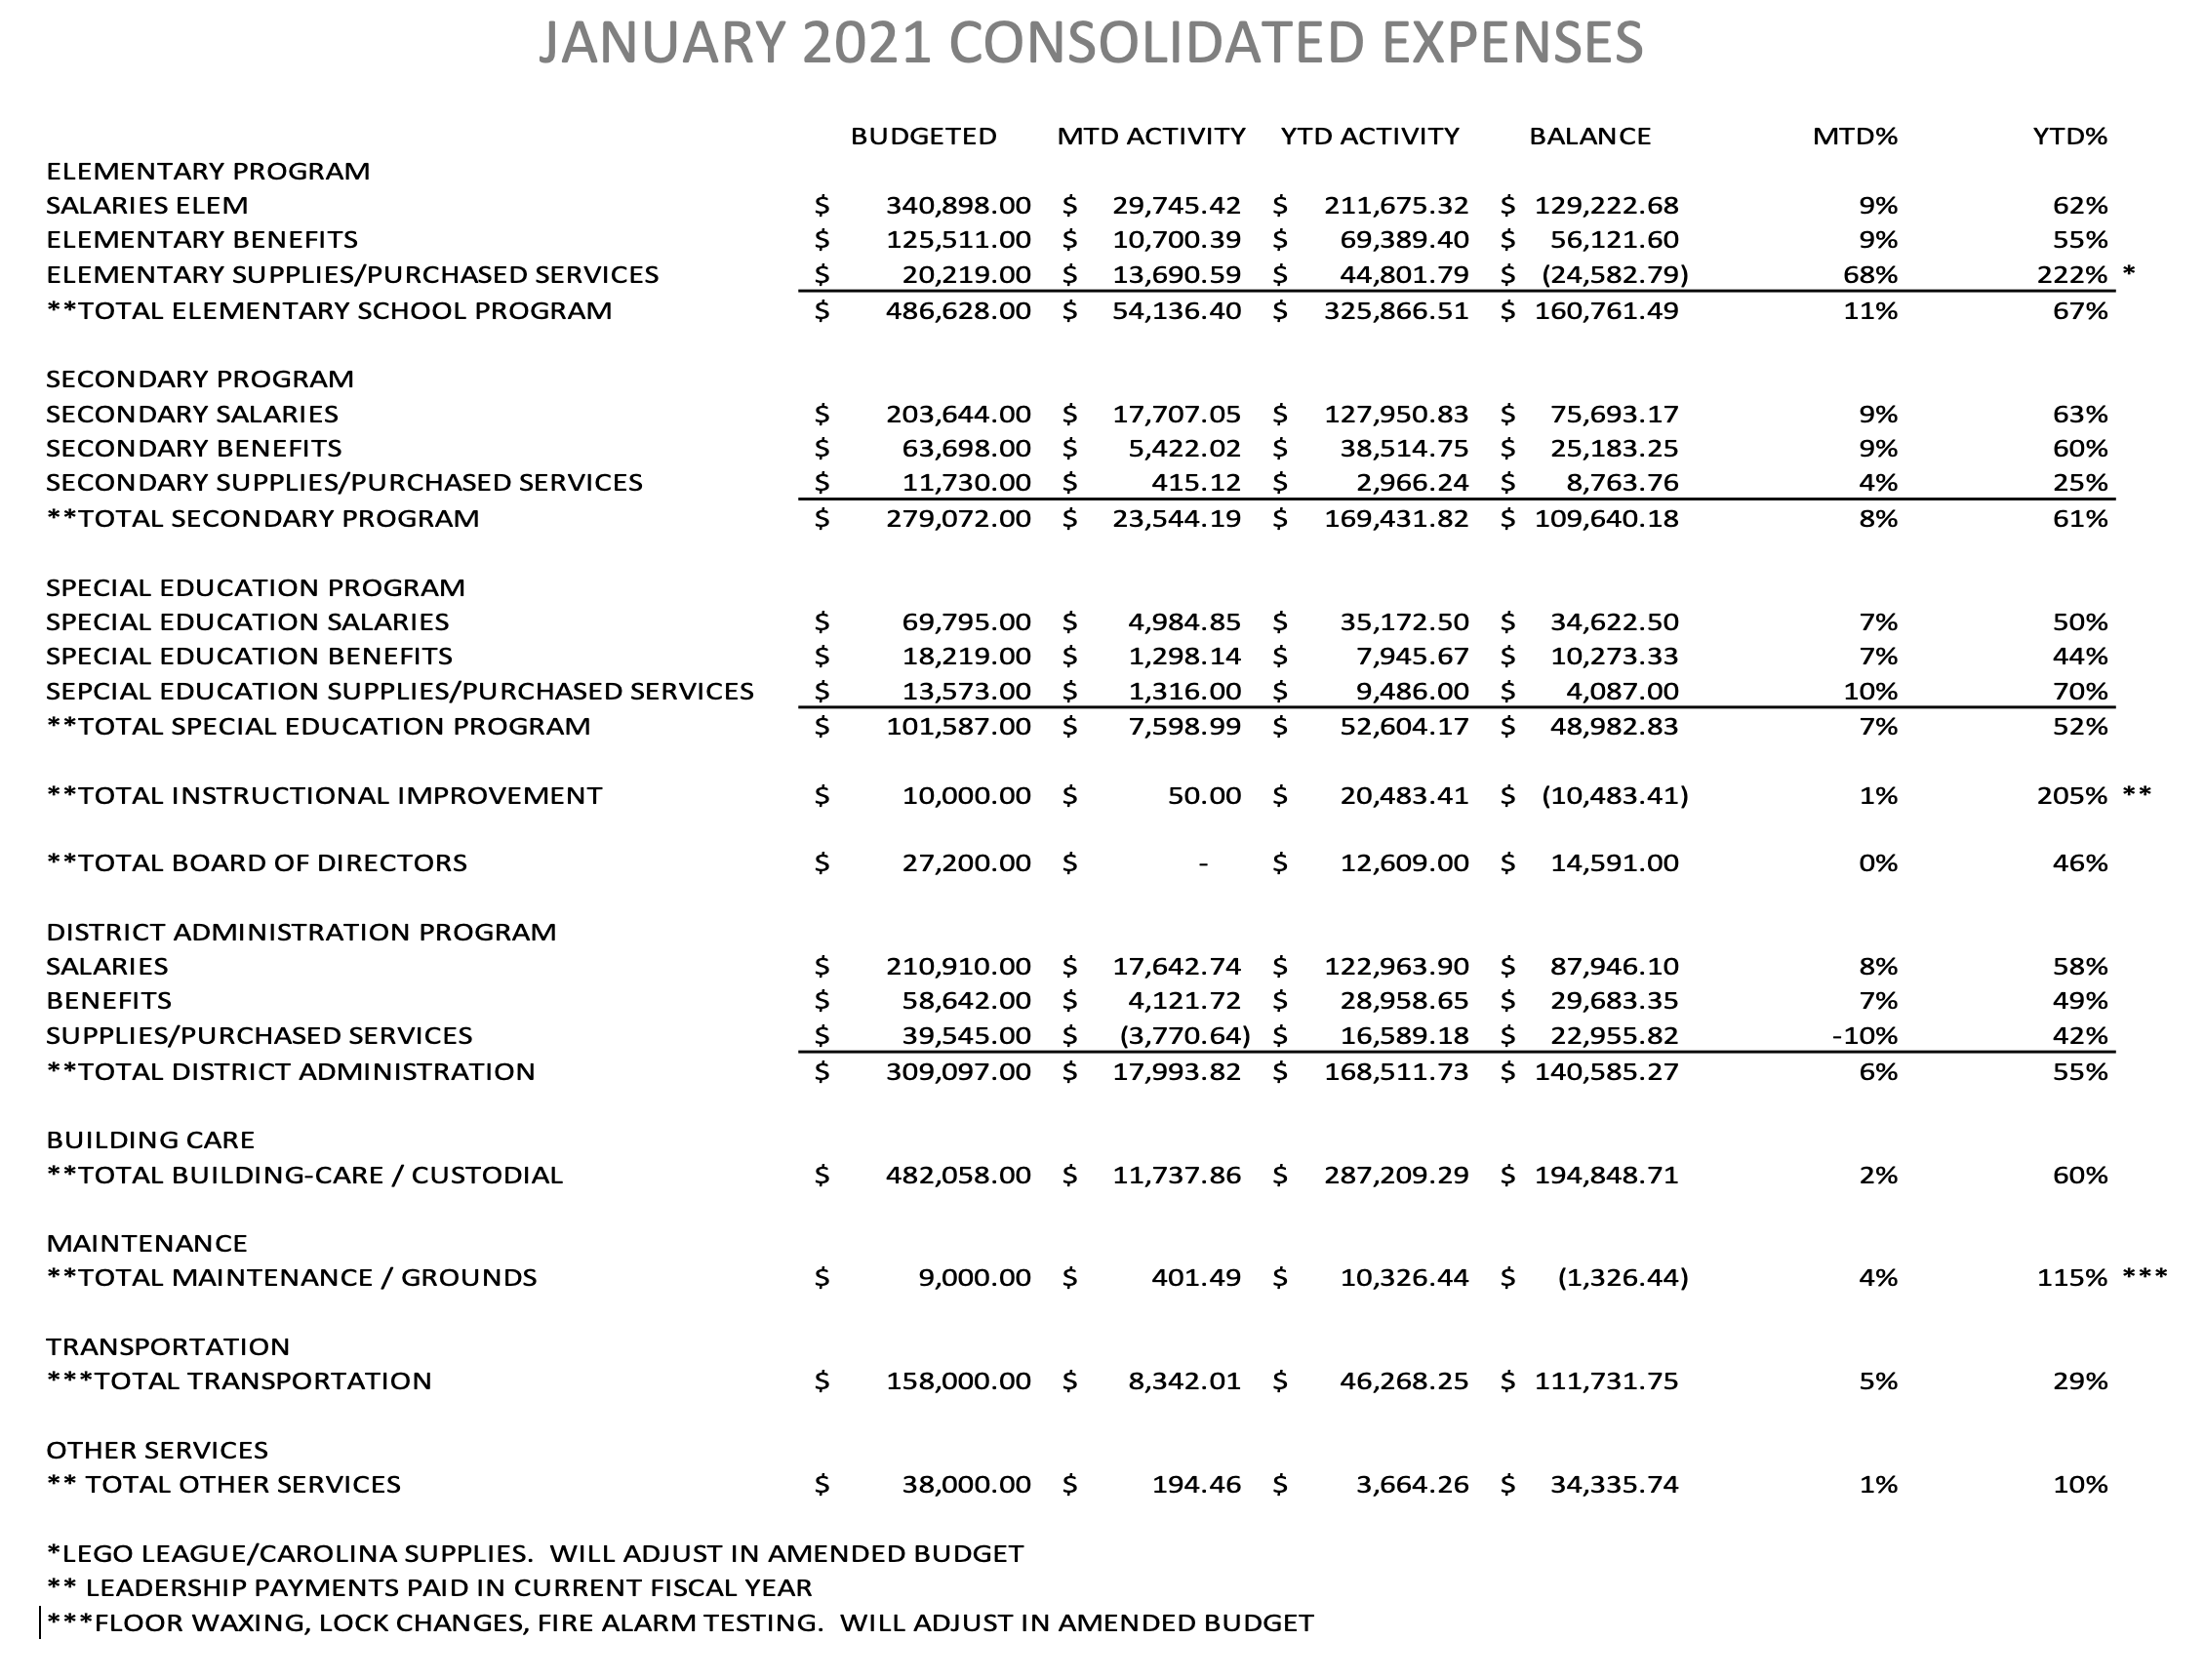 JANUARY 2021 CONSOLIDATED EXPENSES
BUDGETED MTD ACTIVITY YTD ACTIVITY BALANCE MTD% YTD%
ELEMENTARY PROGRAM
SALARIES ELEM $ 340,898.00 $ 29,745.42 $ 211,675.32 $ 129,222.68 9% 62%
ELEMENTARY BENEFITS $ 125,511.00 $ 10,700.39 $ 69,389.40 $ 56,121.60 9% 55%
ELEMENTARY SUPPLIES/PURCHASED SERVICES $ 20,219.00 $ 13,690.59 $ 44,801.79 $ (24,582.79) 68% 222% *
**TOTAL ELEMENTARY SCHOOL PROGRAM $ 486,628.00 $ 54,136.40 $ 325,866.51 $ 160,761.49 11% 67%
SECONDARY PROGRAM
SECONDARY SALARIES $ 203,644.00 $ 17,707.05 $ 127,950.83 $ 75,693.17 9% 63%
SECONDARY BENEFITS $ 63,698.00 $ 5,422.02 $ 38,514.75 $ 25,183.25 9% 60%
SECONDARY SUPPLIES/PURCHASED SERVICES $ 11,730.00 $ 415.12 $ 2,966.24 $ 8,763.76 4% 25%
**TOTAL SECONDARY PROGRAM $ 279,072.00 $ 23,544.19 $ 169,431.82 $ 109,640.18 8% 61%
SPECIAL EDUCATION PROGRAM
SPECIAL EDUCATION SALARIES $ 69,795.00 $ 4,984.85 $ 35,172.50 $ 34,622.50 7% 50%
SPECIAL EDUCATION BENEFITS $ 18,219.00 $ 1,298.14 $ 7,945.67 $ 10,273.33 7% 44%
SEPCIAL EDUCATION SUPPLIES/PURCHASED SERVICES $ 13,573.00 $ 1,316.00 $ 9,486.00 $ 4,087.00 10% 70%
**TOTAL SPECIAL EDUCATION PROGRAM $ 101,587.00 $ 7,598.99 $ 52,604.17 $ 48,982.83 7% 52%
**TOTAL INSTRUCTIONAL IMPROVEMENT $ 10,000.00 $ 50.00 $ 20,483.41 $ (10,483.41) 1% 205% **
**TOTAL BOARD OF DIRECTORS $ 27,200.00 $ - $ 12,609.00 $ 14,591.00 0% 46%
DISTRICT ADMINISTRATION PROGRAM
SALARIES $ 210,910.00 $ 17,642.74 $ 122,963.90 $ 87,946.10 8% 58%
BENEFITS $ 58,642.00 $ 4,121.72 $ 28,958.65 $ 29,683.35 7% 49%
SUPPLIES/PURCHASED SERVICES $ 39,545.00 $ (3,770.64) $ 16,589.18 $ 22,955.82 -10% 42%
**TOTAL DISTRICT ADMINISTRATION $ 309,097.00 $ 17,993.82 $ 168,511.73 $ 140,585.27 6% 55%
BUILDING CARE
**TOTAL BUILDING-CARE / CUSTODIAL $ 482,058.00 $ 11,737.86 $ 287,209.29 $ 194,848.71 2% 60%
MAINTENANCE
**TOTAL MAINTENANCE / GROUNDS $ 9,000.00 $ 401.49 $ 10,326.44 $ (1,326.44) 4% 115% ***
TRANSPORTATION
***TOTAL TRANSPORTATION $ 158,000.00 $ 8,342.01 $ 46,268.25 $ 111,731.75 5% 29%
OTHER SERVICES
** TOTAL OTHER SERVICES $ 38,000.00 $ 194.46 $ 3,664.26 $ 34,335.74 1% 10%
*LEGO LEAGUE/CAROLINA SUPPLIES. WILL ADJUST IN AMENDED BUDGET
** LEADERSHIP PAYMENTS PAID IN CURRENT FISCAL YEAR
***FLOOR WAXING, LOCK CHANGES, FIRE ALARM TESTING. WILL ADJUST IN AMENDED BUDGET